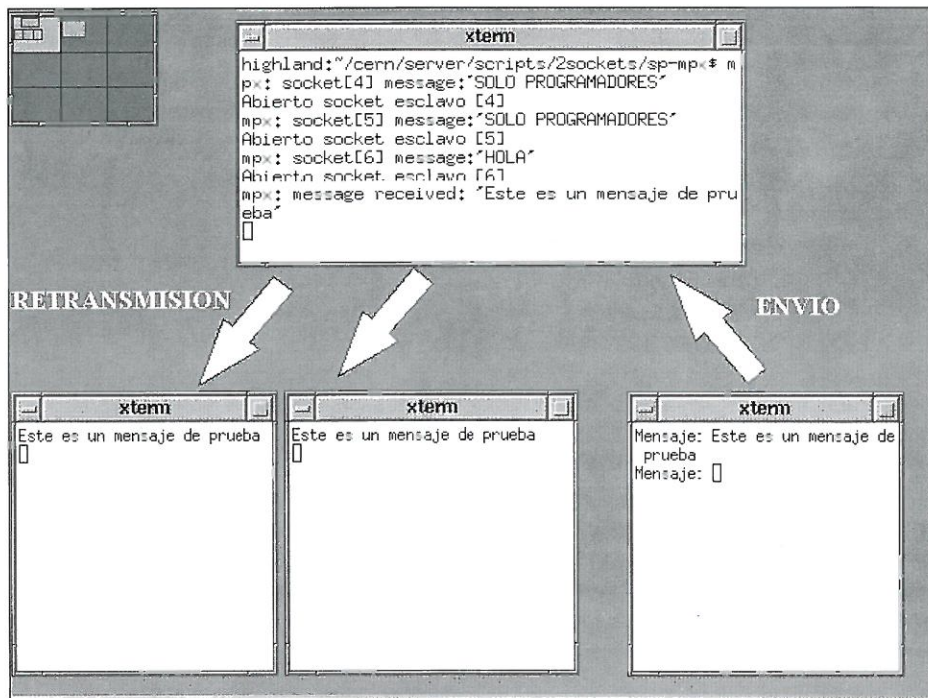 xterm
highland:~/cern/server/scripts/2sockets/sp-mpx$ m
px: socket[4] message:'SOLO PROGRAMADORES'
Abierto socket esclavo [4]
mpx: socket[5] message:'SOLO PROGRAMADORES'
Abierto socket esclavo [5]
mpx: socket[6] message:'HOLA'
Abierto socket esclavo [6]
mpx: message received: 'Este es un mensaje de pru
eba'
RETRANSMISION
ENVIO
xterm
Este es un mensaje de prueba
xterm
Este es un mensaje de prueba
xterm
Mensaje: Este es un mensaje de
prueba
Mensaje: